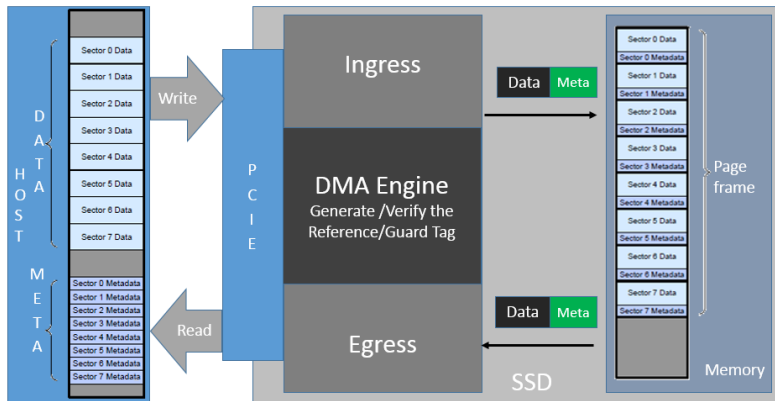 HOST
DATA
Sector 0 Data
Sector 1 Data
Sector 2 Data
Sector 3 Data
Sector 4 Data
Sector 5 Data
Sector 6 Data
Sector 7 Data
META
Sector 0 Metadata
Sector 1 Metadata
Sector 2 Metadata
Sector 3 Metadata
Sector 4 Metadata
Sector 5 Metadata
Sector 6 Metadata
Sector 7 Metadata
Write
Read
PCIE
Ingress
DMA Engine
Generate /Verify the
Reference/Guard Tag
Egress
Data Meta
Data Meta
SSD
Sector 0 Data
Sector 0 Metadata
Sector 1 Data
Sector 1 Metadata
Sector 2 Data
Sector 2 Metadata
Sector 3 Data
Sector 3 Metadata
Sector 4 Data
Sector 4 Metadata
Sector 5 Data
Sector 5 Metadata
Sector 6 Data
Sector 6 Metadata
Sector 7 Data
Sector 7 Metadata
Page
frame
Memory